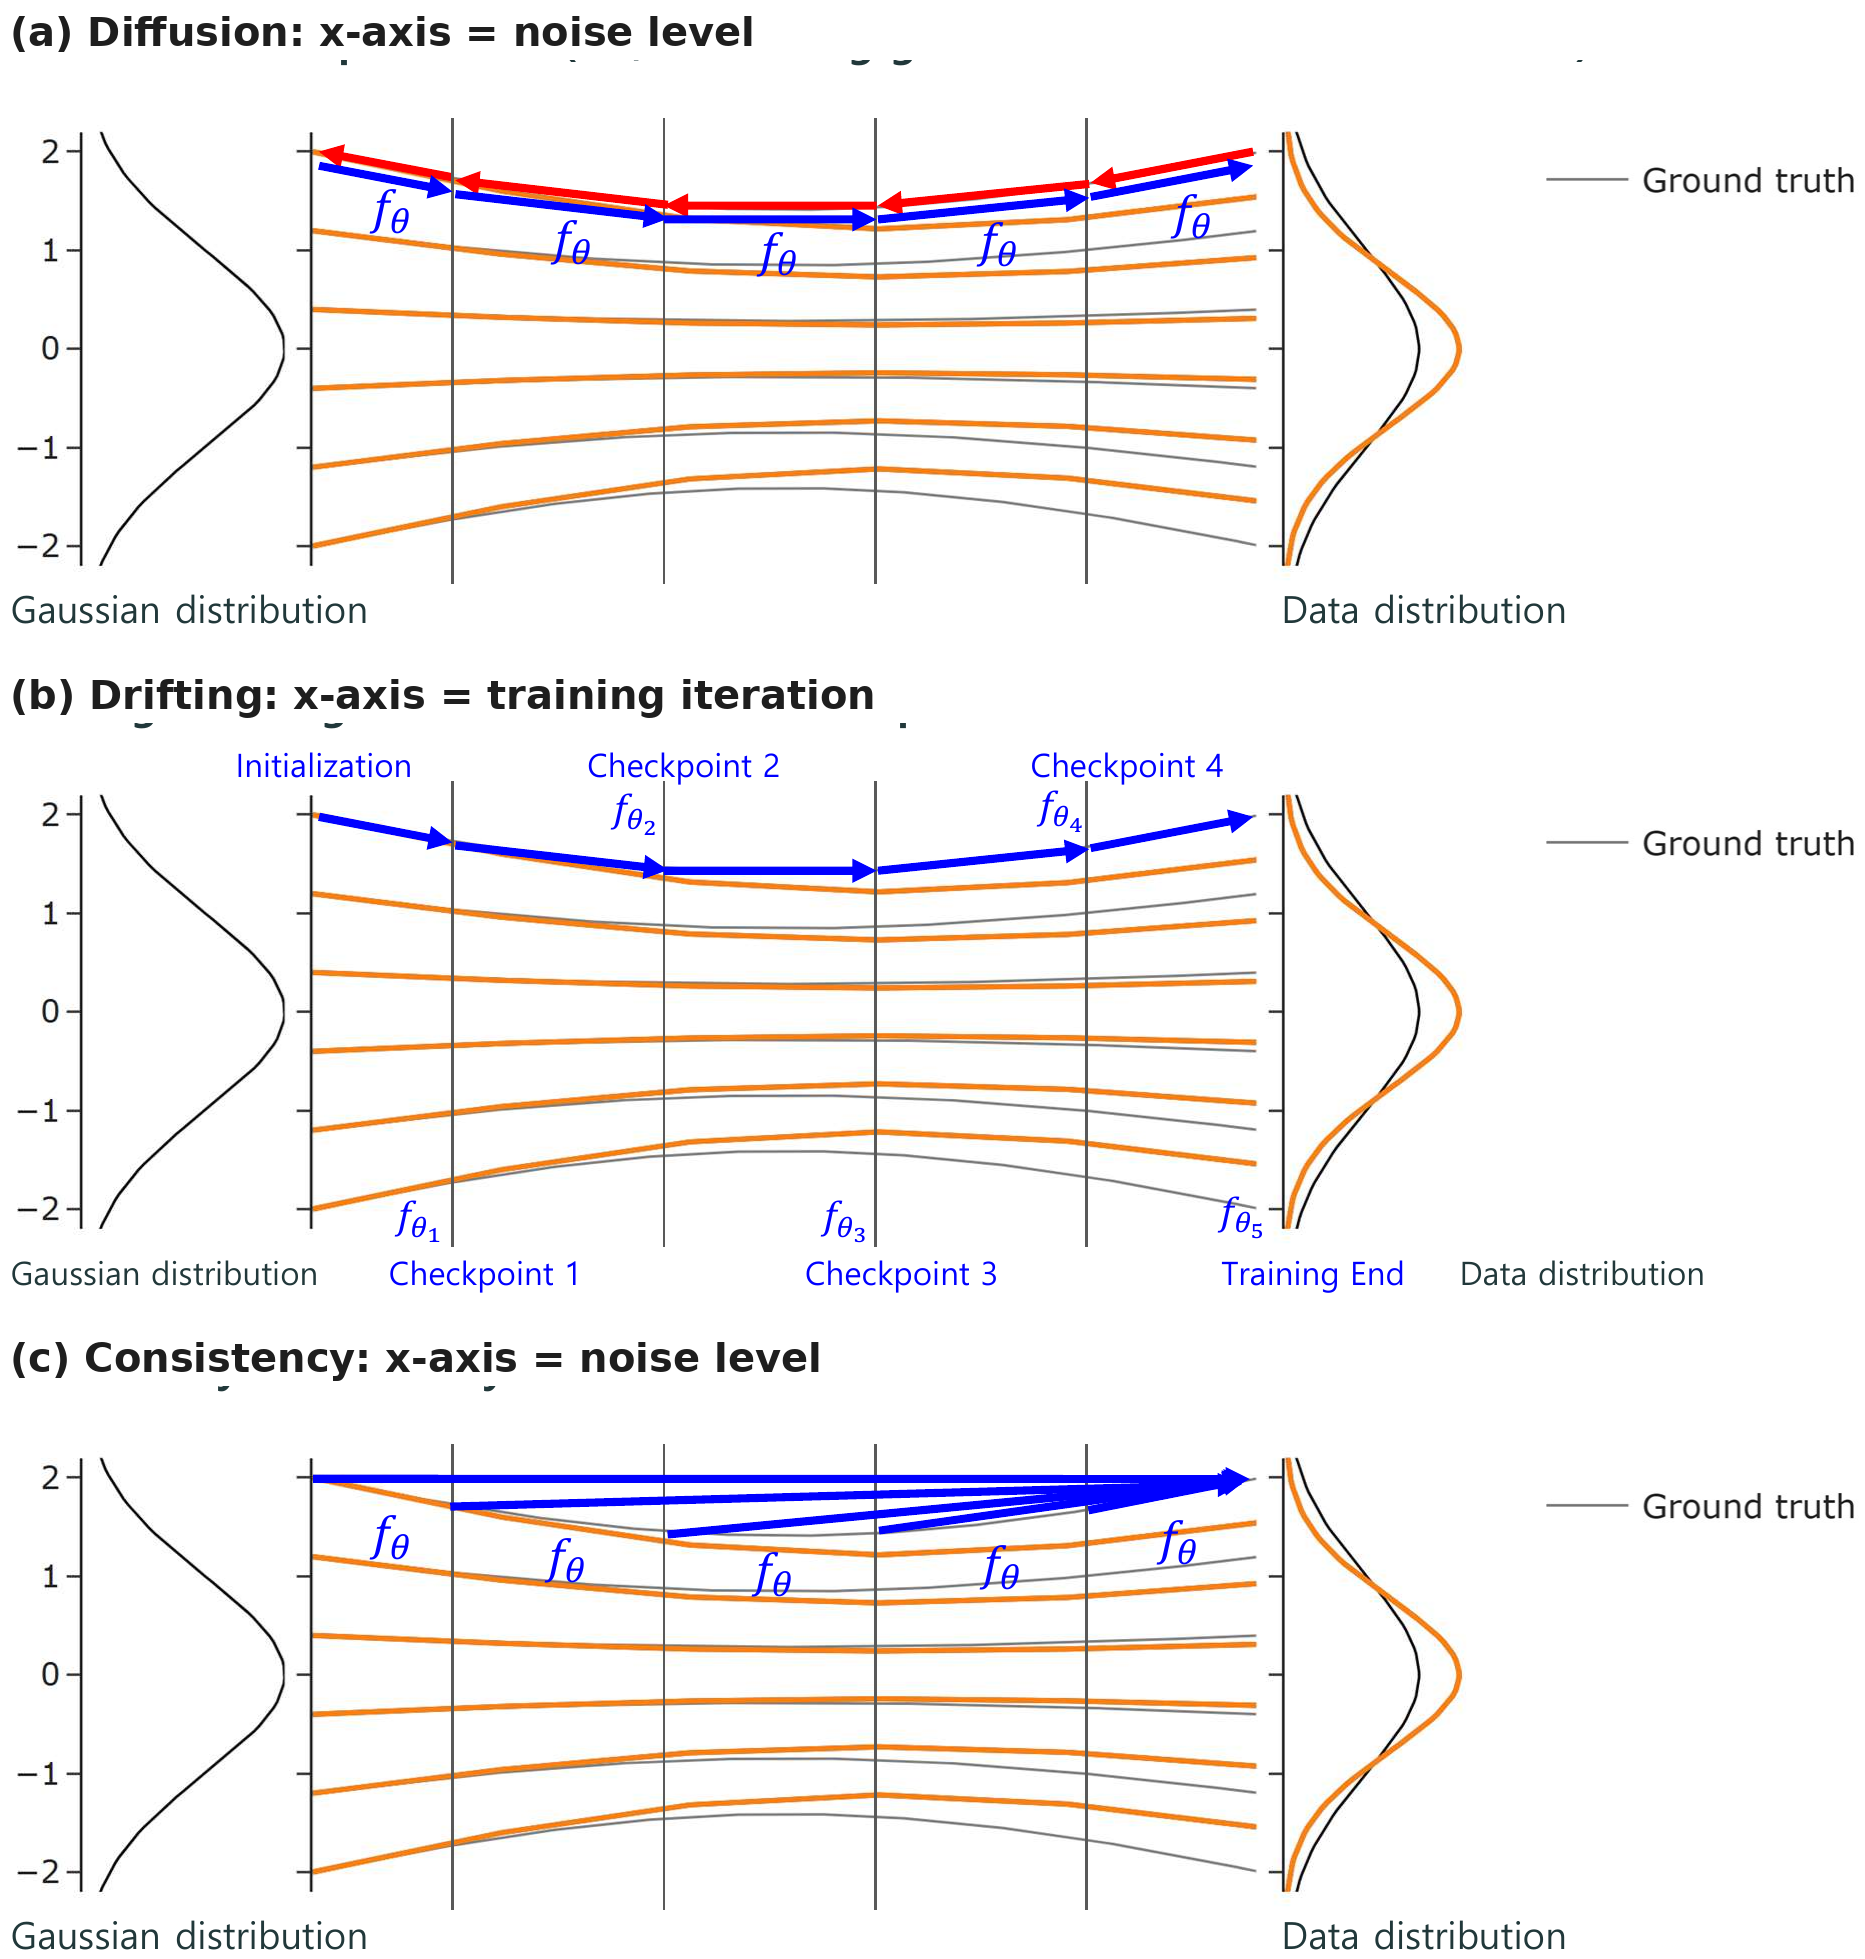 (a) Diffusion: x-axis = noise level
2
1
0
−1
−2
fθ fθ fθ fθ fθ
Ground truth
Gaussian distribution Data distribution
(b) Drifting: x-axis = training iteration
Initialization Checkpoint 2 Checkpoint 4
fθ2 fθ4
2
1
0
−1
−2
Ground truth
fθ1 fθ3 fθ5
Gaussian distribution Checkpoint 1 Checkpoint 3 Training End Data distribution
(c) Consistency: x-axis = noise level
2
1
0
−1
−2
fθ fθ fθ fθ fθ
Ground truth
Gaussian distribution Data distribution